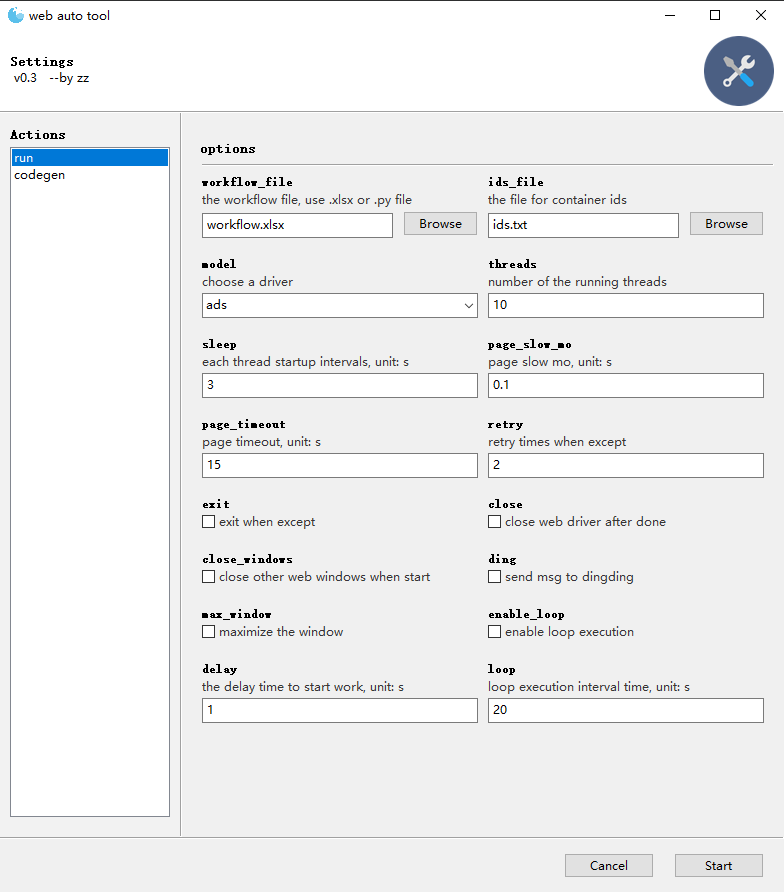 web auto tool
Settings
v0.3 --by zz
Actions
run
codegen
options
workflow_file
the workflow file, use .xlsx or .py file
workflow.xlsx
Browse
ids_file
the file for container ids
ids.txt
Browse
model
choose a driver
ads
threads
number of the running threads
10
sleep
each thread startup intervals, unit: s
3
page_slow_mo
page slow mo, unit: s
0.1
page_timeout
page timeout, unit: s
15
retry
retry times when except
2
exit
exit when except
close
close web driver after done
close_windows
close other web windows when start
ding
send msg to dingding
max_window
maximize the window
enable_loop
enable loop execution
delay
the delay time to start work, unit: s
1
loop
loop execution interval time, unit: s
20
Cancel
Start